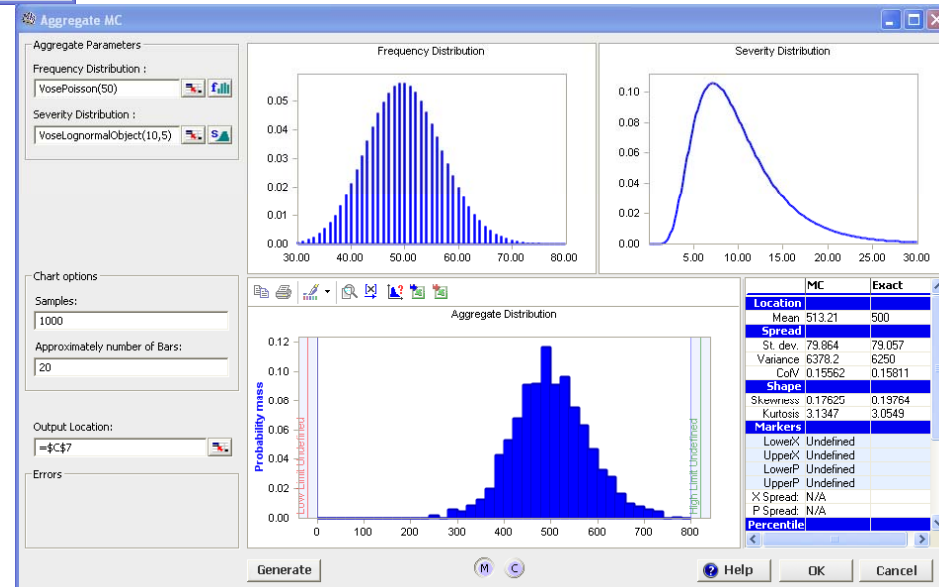 Aggregate MC
Aggregate Parameters
Frequency Distribution :
VosePoisson(50)
Severity Distribution :
VoseLognormalObject(10,5)
Chart options
Samples:
1000
Approximately number of Bars:
20
Output Location:
=$C$7
Errors
Frequency Distribution
0.05
0.04
0.03
0.02
0.01
0.00
30.00 40.00 50.00 60.00 70.00 80.00
Severity Distribution
0.10
0.08
0.06
0.04
0.02
0.00
5.00 10.00 15.00 20.00 25.00 30.00
Aggregate Distribution
Probability mass
0.12
0.10
0.08
0.06
0.04
0.02
0.00
Low Limit Undefined
High Limit Undefined
0 100 200 300 400 500 600 700 800
MC Exact
Location
Mean 513.21 500
Spread
St. dev. 79.864 79.057
Variance 6378.2 6250
CofV 0.15562 0.15811
Shape
Skewness 0.17625 0.19764
Kurtosis 3.1347 3.0549
Markers
LowerX Undefined
UpperX Undefined
LowerP Undefined
UpperP Undefined
X Spread: N/A
P Spread: N/A
Percentile
Generate
M C
Help
OK
Cancel